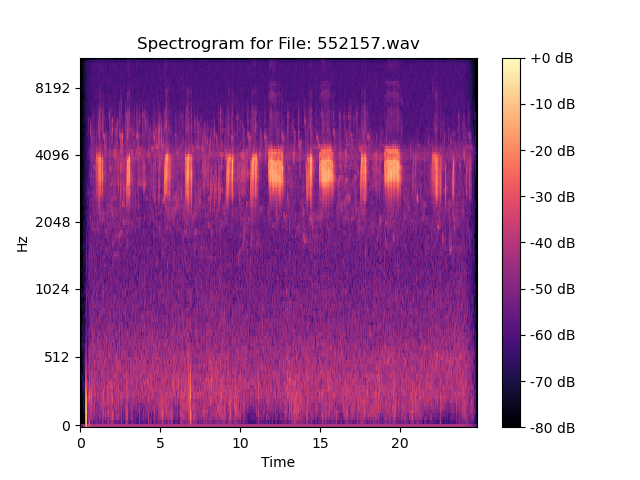 Spectrogram for File: 552157.wav
8192
4096
2048
1024
512
0
Hz
0 5 10 15 20
Time
+0 dB
-10 dB
-20 dB
-30 dB
-40 dB
-50 dB
-60 dB
-70 dB
-80 dB